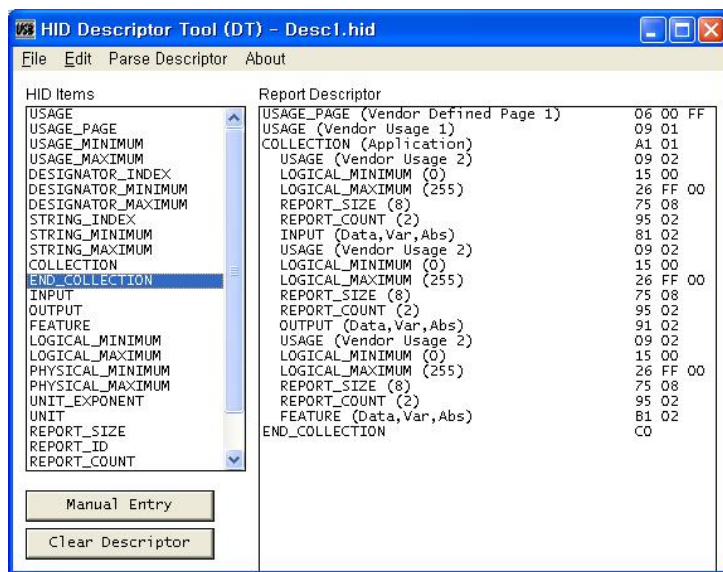 HID Descriptor Tool (DT) - Desc1.hid
File Edit Parse Descriptor About
HID Items
USAGE
USAGE_PAGE
USAGE_MINIMUM
USAGE_MAXIMUM
DESIGNATOR_INDEX
DESIGNATOR_MINIMUM
DESIGNATOR_MAXIMUM
STRING_INDEX
STRING_MINIMUM
STRING_MAXIMUM
COLLECTION
END_COLLECTION
INPUT
OUTPUT
FEATURE
LOGICAL_MINIMUM
LOGICAL_MAXIMUM
PHYSICAL_MINIMUM
PHYSICAL_MAXIMUM
UNIT_EXPONENT
UNIT
REPORT_SIZE
REPORT_ID
REPORT_COUNT
Manual Entry
Clear Descriptor
Report Descriptor
USAGE_PAGE (Vendor Defined Page 1) 06 00 FF
USAGE (Vendor Usage 1) 09 01
COLLECTION (Application) A1 01
USAGE (Vendor Usage 2) 09 02
LOGICAL_MINIMUM (0) 15 00
LOGICAL_MAXIMUM (255) 26 FF 00
REPORT_SIZE (8) 75 08
REPORT_COUNT (2) 95 02
INPUT (Data,Var,Abs) 81 02
USAGE (Vendor Usage 2) 09 02
LOGICAL_MINIMUM (0) 15 00
LOGICAL_MAXIMUM (255) 26 FF 00
REPORT_SIZE (8) 75 08
REPORT_COUNT (2) 95 02
OUTPUT (Data,Var,Abs) 91 02
USAGE (Vendor Usage 2) 09 02
LOGICAL_MINIMUM (0) 15 00
LOGICAL_MAXIMUM (255) 26 FF 00
REPORT_SIZE (8) 75 08
REPORT_COUNT (2) 95 02
FEATURE (Data,Var,Abs) B1 02
END_COLLECTION C0